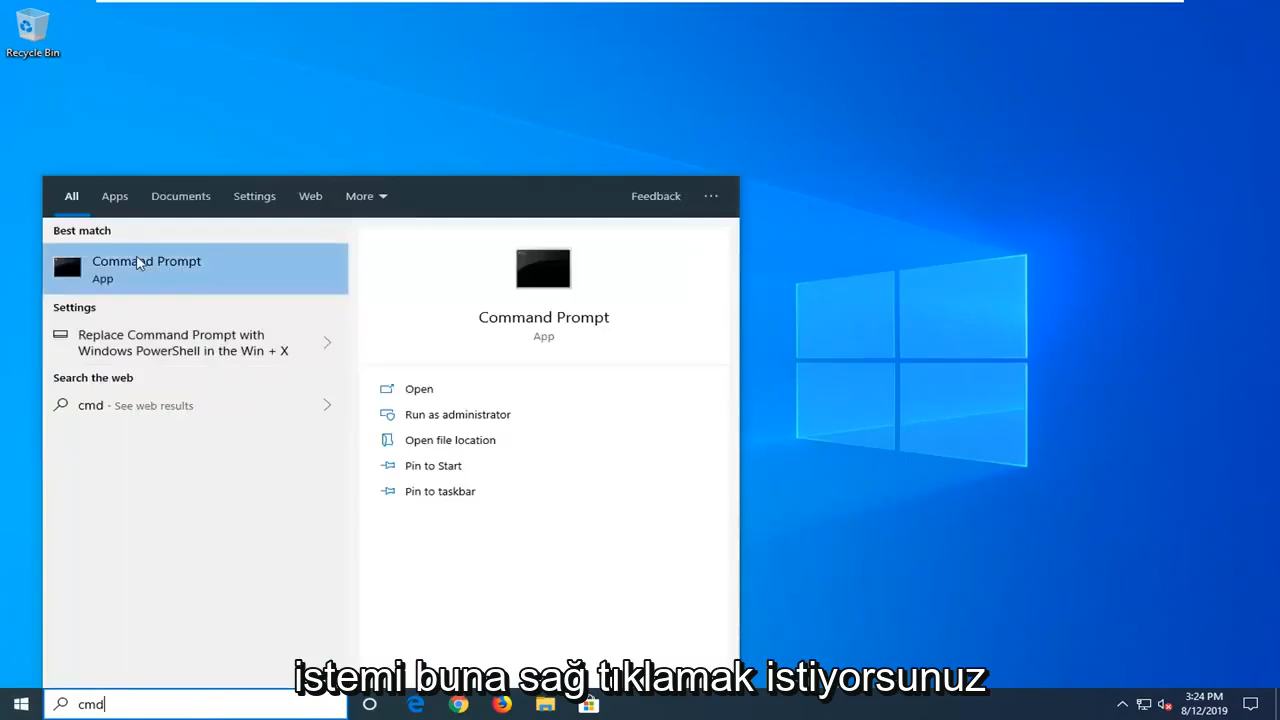 Recycle Bin
All Apps Documents Settings Web More Feedback ···
Best match
Command Prompt
App
Settings
Replace Command Prompt with
Windows PowerShell in the Win + X
Search the web
cmd - See web results
Command Prompt
App
Open
Run as administrator
Open file location
Pin to Start
Pin to taskbar
istemi buna sağ tıklamak istiyorsunuz
cmd
3:24 PM
8/12/2019